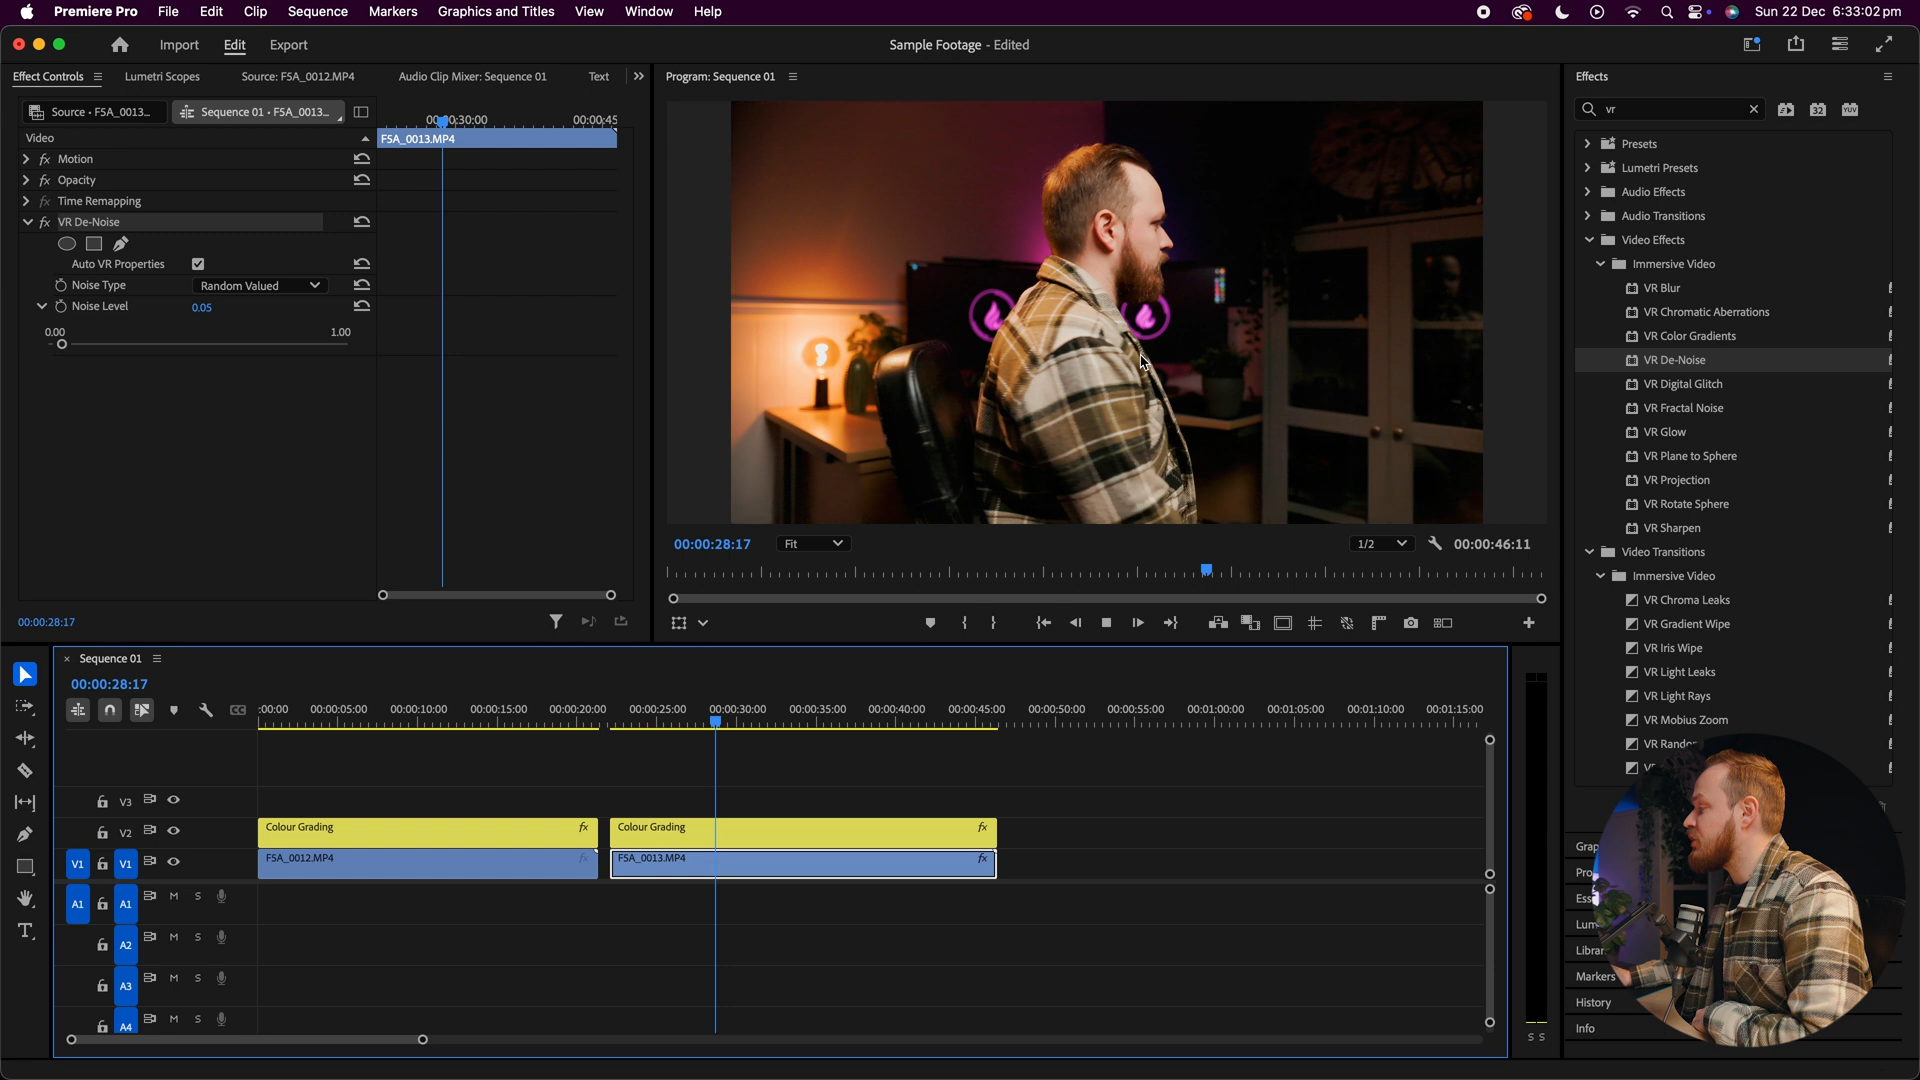 Premiere Pro File Edit Clip Sequence Markers Graphics and Titles View Window Help
Sun 22 Dec 6:33:02 pm
Import Edit Export
Sample Footage - Edited
Effect Controls
Lumetri Scopes
Source: F5A_0012.MP4
Audio Clip Mixer: Sequence 01
Text
Source • F5A_0013...
Sequence 01 • F5A_0013...
00:00:45
Video
F5A_0013.MP4
fx Motion
fx Opacity
fx Time Remapping
fx VR De-Noise
Auto VR Properties
Noise Type
Random Valued
Noise Level
0.05
0.00
1.00
00:00:28:17
Program: Sequence 01
00:00:28:17
Fit
1/2
00:00:46:11
Effects
vr
32
YUV
Presets
Lumetri Presets
Audio Effects
Audio Transitions
Video Effects
Immersive Video
VR Blur
VR Chromatic Aberrations
VR Color Gradients
VR De-Noise
VR Digital Glitch
VR Fractal Noise
VR Glow
VR Plane to Sphere
VR Projection
VR Rotate Sphere
VR Sharpen
Video Transitions
Immersive Video
VR Chroma Leaks
VR Gradient Wipe
VR Iris Wipe
VR Light Leaks
VR Light Rays
VR Mobius Zoom
VR Rando
Grap
Pro
Ess
Lum
Librar
Markers
History
Info
Sequence 01
00:00:28:17
CC
:00:00 00:00:05:00 00:00:10:00 00:00:15:00 00:00:20:00 00:00:25:00 00:00:30:00 00:00:35:00 00:00:40:00 00:00:45:00 00:00:50:00 00:00:55:00 00:01:00:00 00:01:05:00 00:01:10:00 00:01:15:00
V3
V2
Colour Grading fx
Colour Grading fx
V1 V1
F5A_0012.MP4 fx
F5A_0013.MP4 fx
A1 A1 M S
A2 M S
A3 M S
A4 M S
S S